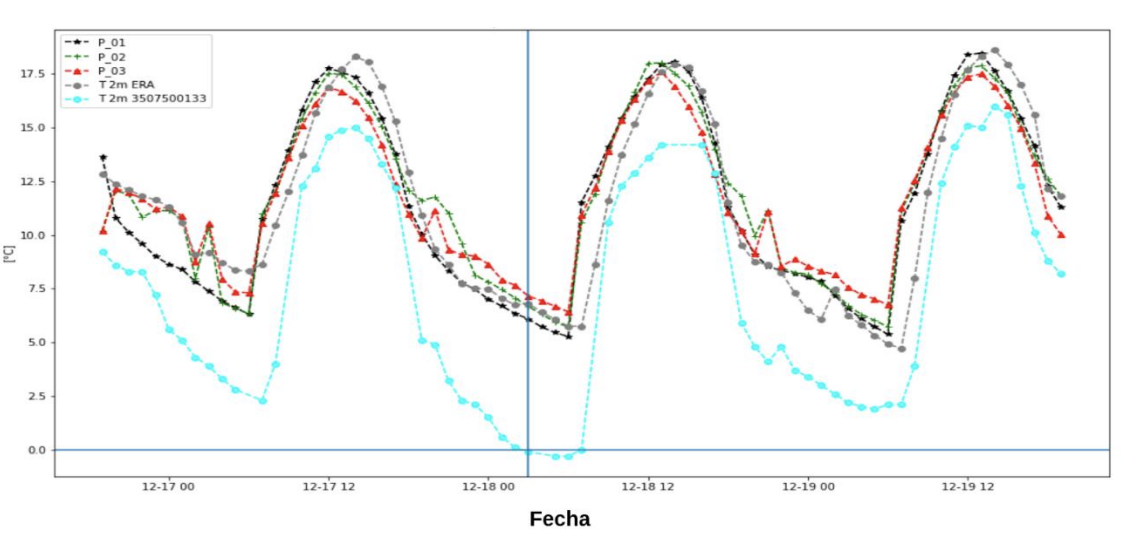 P_01
P_02
P_03
T 2m ERA
T 2m 3507500133
17.5
15.0
12.5
10.0
7.5
5.0
2.5
0.0
[°C]
12-17 00
12-17 12
12-18 00
12-18 12
12-19 00
12-19 12
Fecha